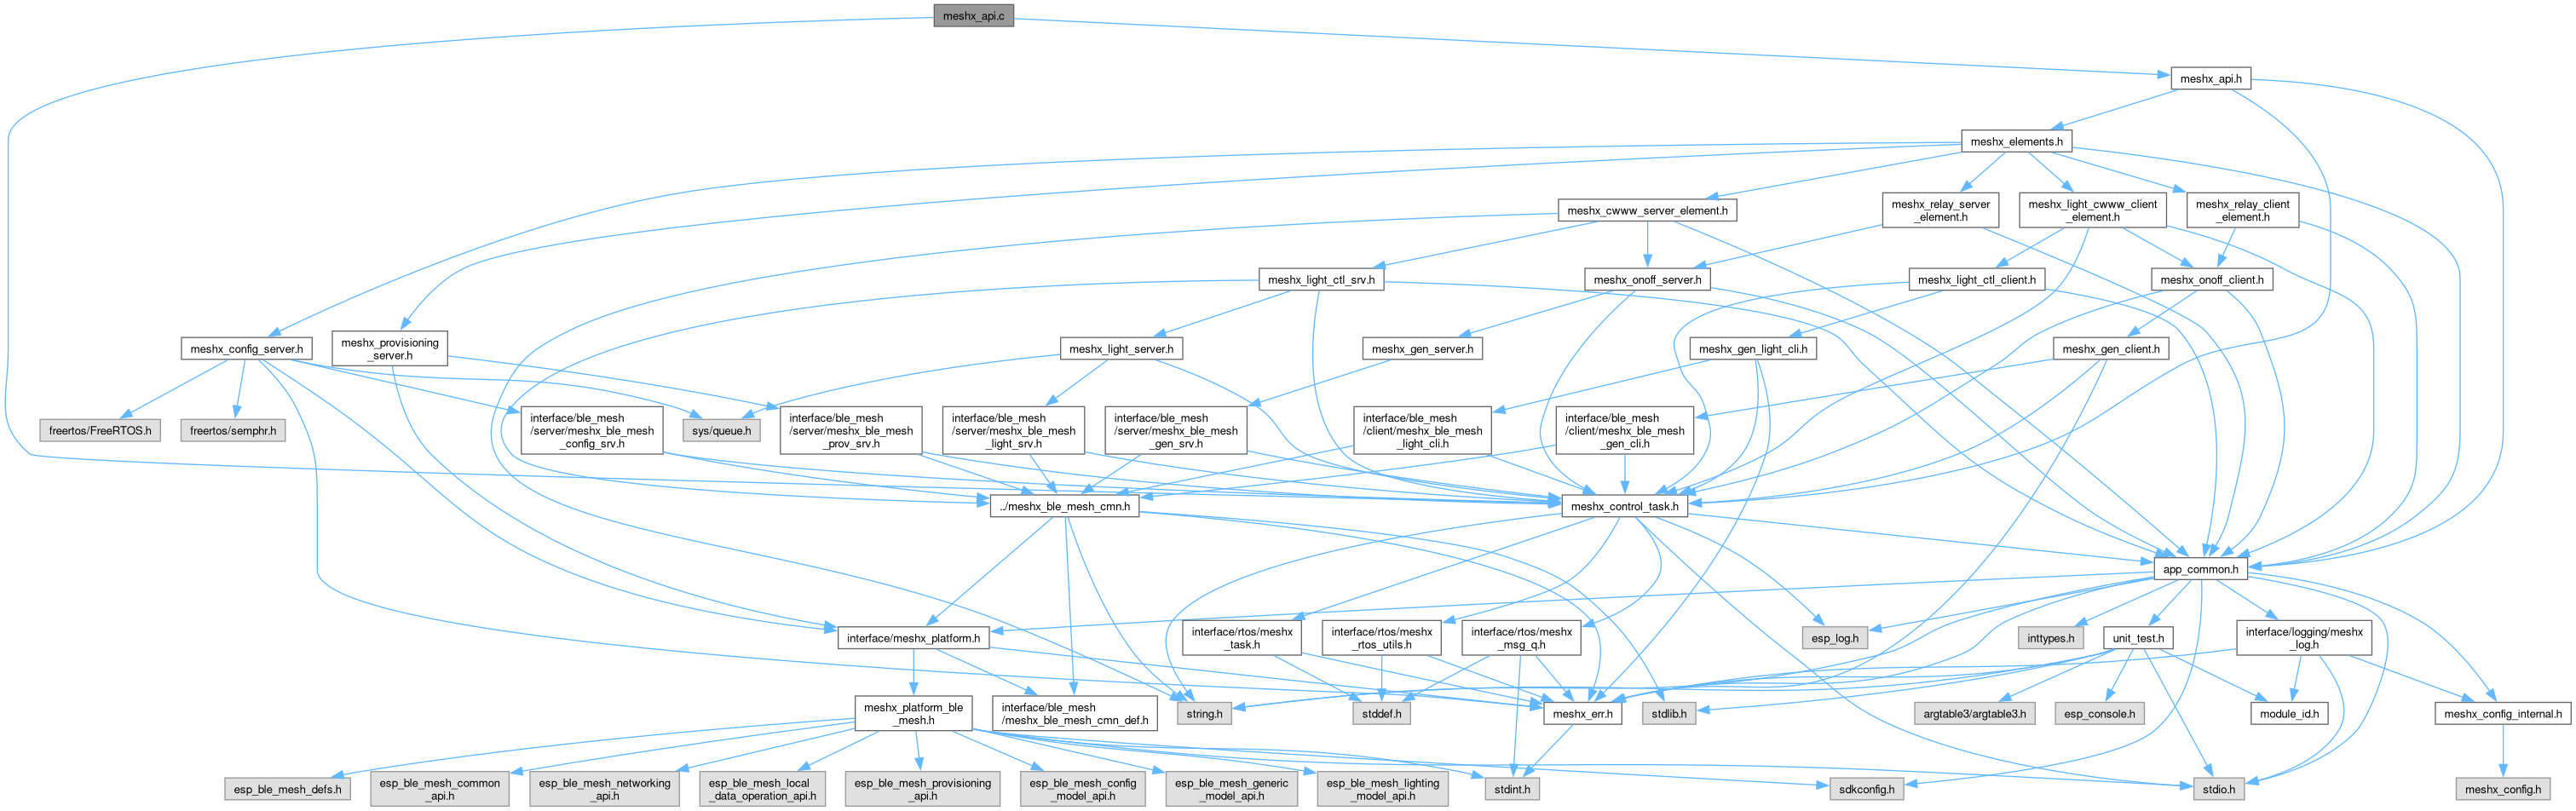 meshx_api.c
meshx_api.h
meshx_elements.h
meshx_cwww_server_element.h
meshx_relay_server
_element.h
meshx_light_cwww_client
_element.h
meshx_relay_client
_element.h
meshx_light_ctl_srv.h
meshx_onoff_server.h
meshx_light_ctl_client.h
meshx_onoff_client.h
meshx_config_server.h
meshx_provisioning
_server.h
meshx_light_server.h
meshx_gen_server.h
meshx_gen_light_cli.h
meshx_gen_client.h
freertos/FreeRTOS.h
freertos/semphr.h
interface/ble_mesh
/server/meshx_ble_mesh
_config_srv.h
sys/queue.h
interface/ble_mesh
/server/meshx_ble_mesh
_prov_srv.h
interface/ble_mesh
/server/meshx_ble_mesh
_light_srv.h
interface/ble_mesh
/server/meshx_ble_mesh
_gen_srv.h
interface/ble_mesh
/client/meshx_ble_mesh
_light_cli.h
interface/ble_mesh
/client/meshx_ble_mesh
_gen_cli.h
../meshx_ble_mesh_cmn.h
meshx_control_task.h
app_common.h
interface/meshx_platform.h
interface/rtos/meshx
_task.h
interface/rtos/meshx
_rtos_utils.h
interface/rtos/meshx
_msg_q.h
esp_log.h
inttypes.h
unit_test.h
interface/logging/meshx
_log.h
meshx_platform_ble
_mesh.h
interface/ble_mesh
/meshx_ble_mesh_cmn_def.h
string.h
stddef.h
meshx_err.h
stdlib.h
argtable3/argtable3.h
esp_console.h
module_id.h
meshx_config_internal.h
esp_ble_mesh_defs.h
esp_ble_mesh_common
_api.h
esp_ble_mesh_networking
_api.h
esp_ble_mesh_local
_data_operation_api.h
esp_ble_mesh_provisioning
_api.h
esp_ble_mesh_config
_model_api.h
esp_ble_mesh_generic
_model_api.h
esp_ble_mesh_lighting
_model_api.h
stdint.h
sdkconfig.h
stdio.h
meshx_config.h